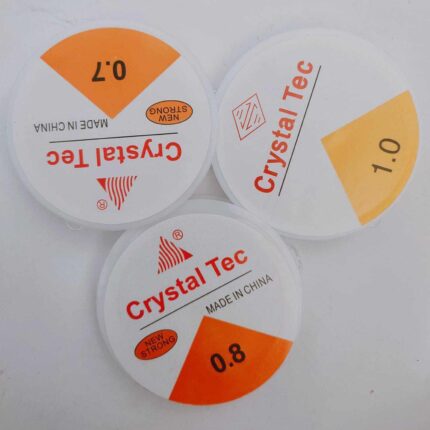 0.7
NEW
STRONG
MADE IN CHINA
Crystal Tec
®
Crystal Tec
1.0
®
Crystal Tec
MADE IN CHINA
NEW
STRONG
0.8